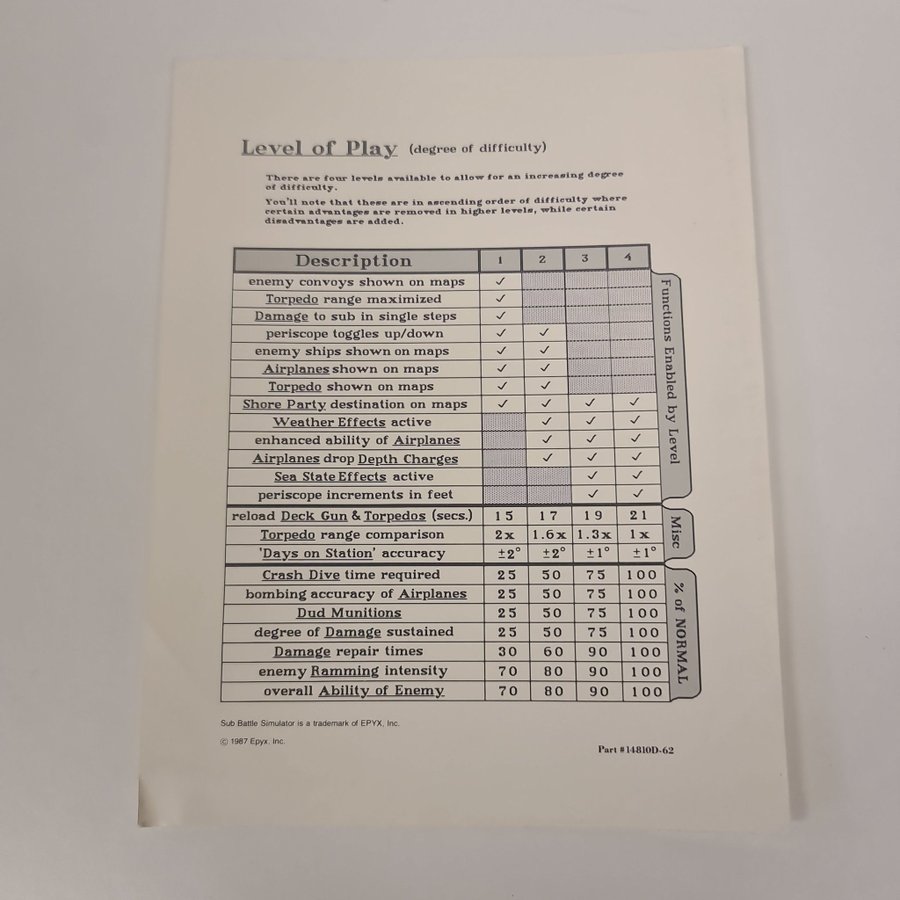 Level of Play (degree of difficulty)
There are four levels available to allow for an increasing degree
of difficulty.
You'll note that these are in ascending order of difficulty where
certain advantages are removed in higher levels, while certain
disadvantages are added.
Description 1 2 3 4
enemy convoys shown on maps ✓
Torpedo range maximized ✓
Damage to sub in single steps ✓
periscope toggles up/down ✓ ✓
enemy ships shown on maps ✓ ✓
Airplanes shown on maps ✓ ✓
Torpedo shown on maps ✓ ✓
Shore Party destination on maps ✓ ✓ ✓ ✓
Weather Effects active ✓ ✓ ✓
enhanced ability of Airplanes ✓ ✓ ✓
Airplanes drop Depth Charges ✓ ✓ ✓
Sea State Effects active ✓ ✓
periscope increments in feet ✓ ✓
Functions Enabled by Level
reload Deck Gun & Torpedos (secs.) 15 17 19 21
Torpedo range comparison 2x 1.6x 1.3x 1x
'Days on Station' accuracy ±2° ±2° ±1° ±1°
Misc
Crash Dive time required 25 50 75 100
bombing accuracy of Airplanes 25 50 75 100
Dud Munitions 25 50 75 100
degree of Damage sustained 25 50 75 100
Damage repair times 30 60 90 100
enemy Ramming intensity 70 80 90 100
overall Ability of Enemy 70 80 90 100
% of NORMAL
Sub Battle Simulator is a trademark of EPYX, Inc.
© 1987 Epyx, Inc.
Part #14810D-62